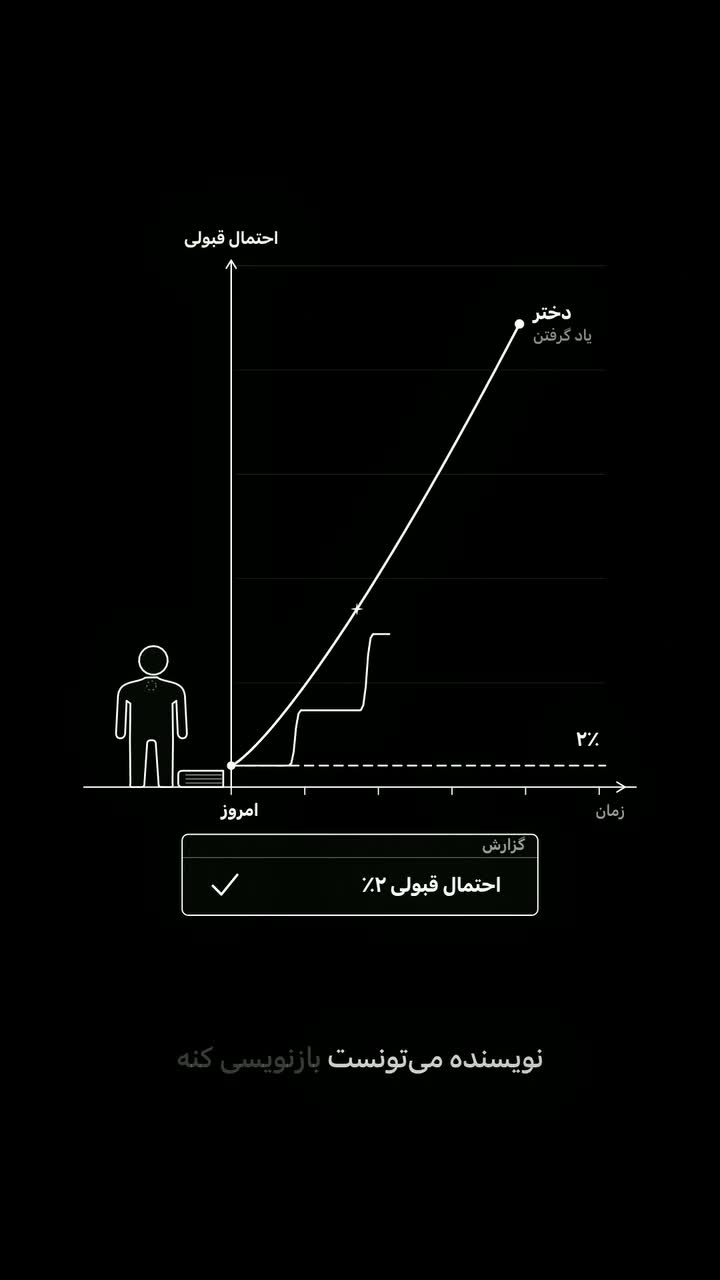 احتمال قبولی
دختر
یاد گرفتن
۲٪
امروز
زمان
گزارش
احتمال قبولی ۲٪
نویسنده می‌تونست بازنویسی کنه